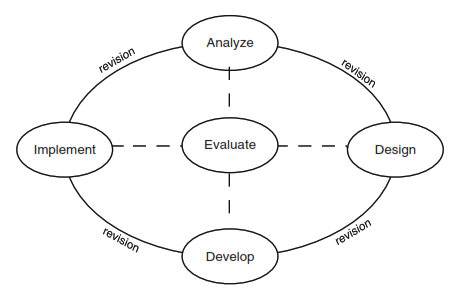 Analyze
revision
revision
Implement
Evaluate
Design
revision
revision
Develop